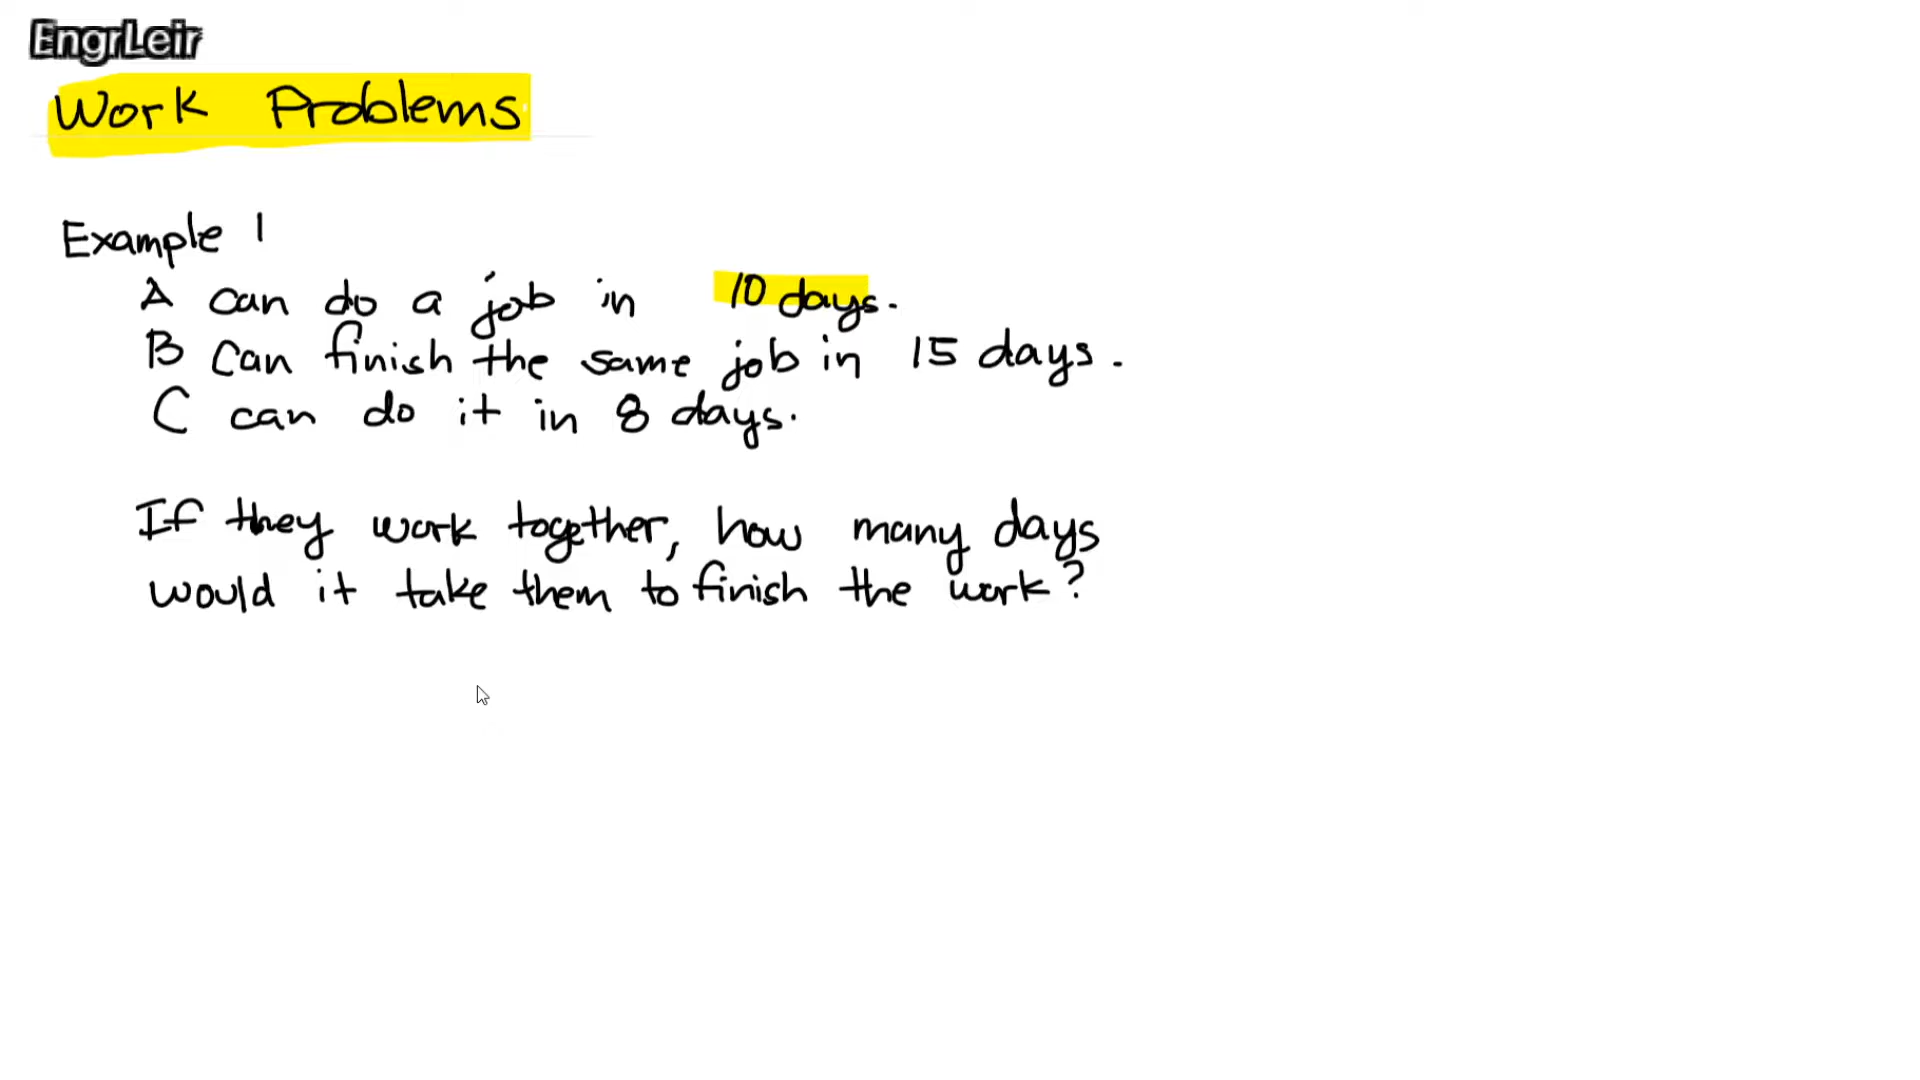 EngrLeir
Work Problems
Example 1
A can do a job in 10 days.
B can finish the same job in 15 days.
C can do it in 8 days.
If they work together, how many days
would it take them to finish the work?